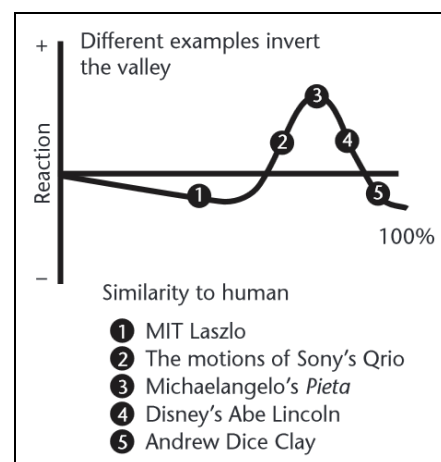 +
Different examples invert
the valley
Reaction
3
2
4
1
5
100%
–
Similarity to human
1 MIT Laszlo
2 The motions of Sony's Qrio
3 Michaelangelo's Pieta
4 Disney's Abe Lincoln
5 Andrew Dice Clay